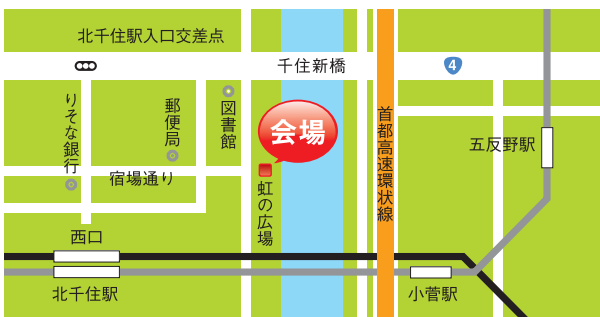 北千住駅入口交差点
千住新橋
4
りそな銀行
郵便局
図書館
会場
首都高速環状線
五反野駅
宿場通り
虹の広場
西口
北千住駅
小菅駅